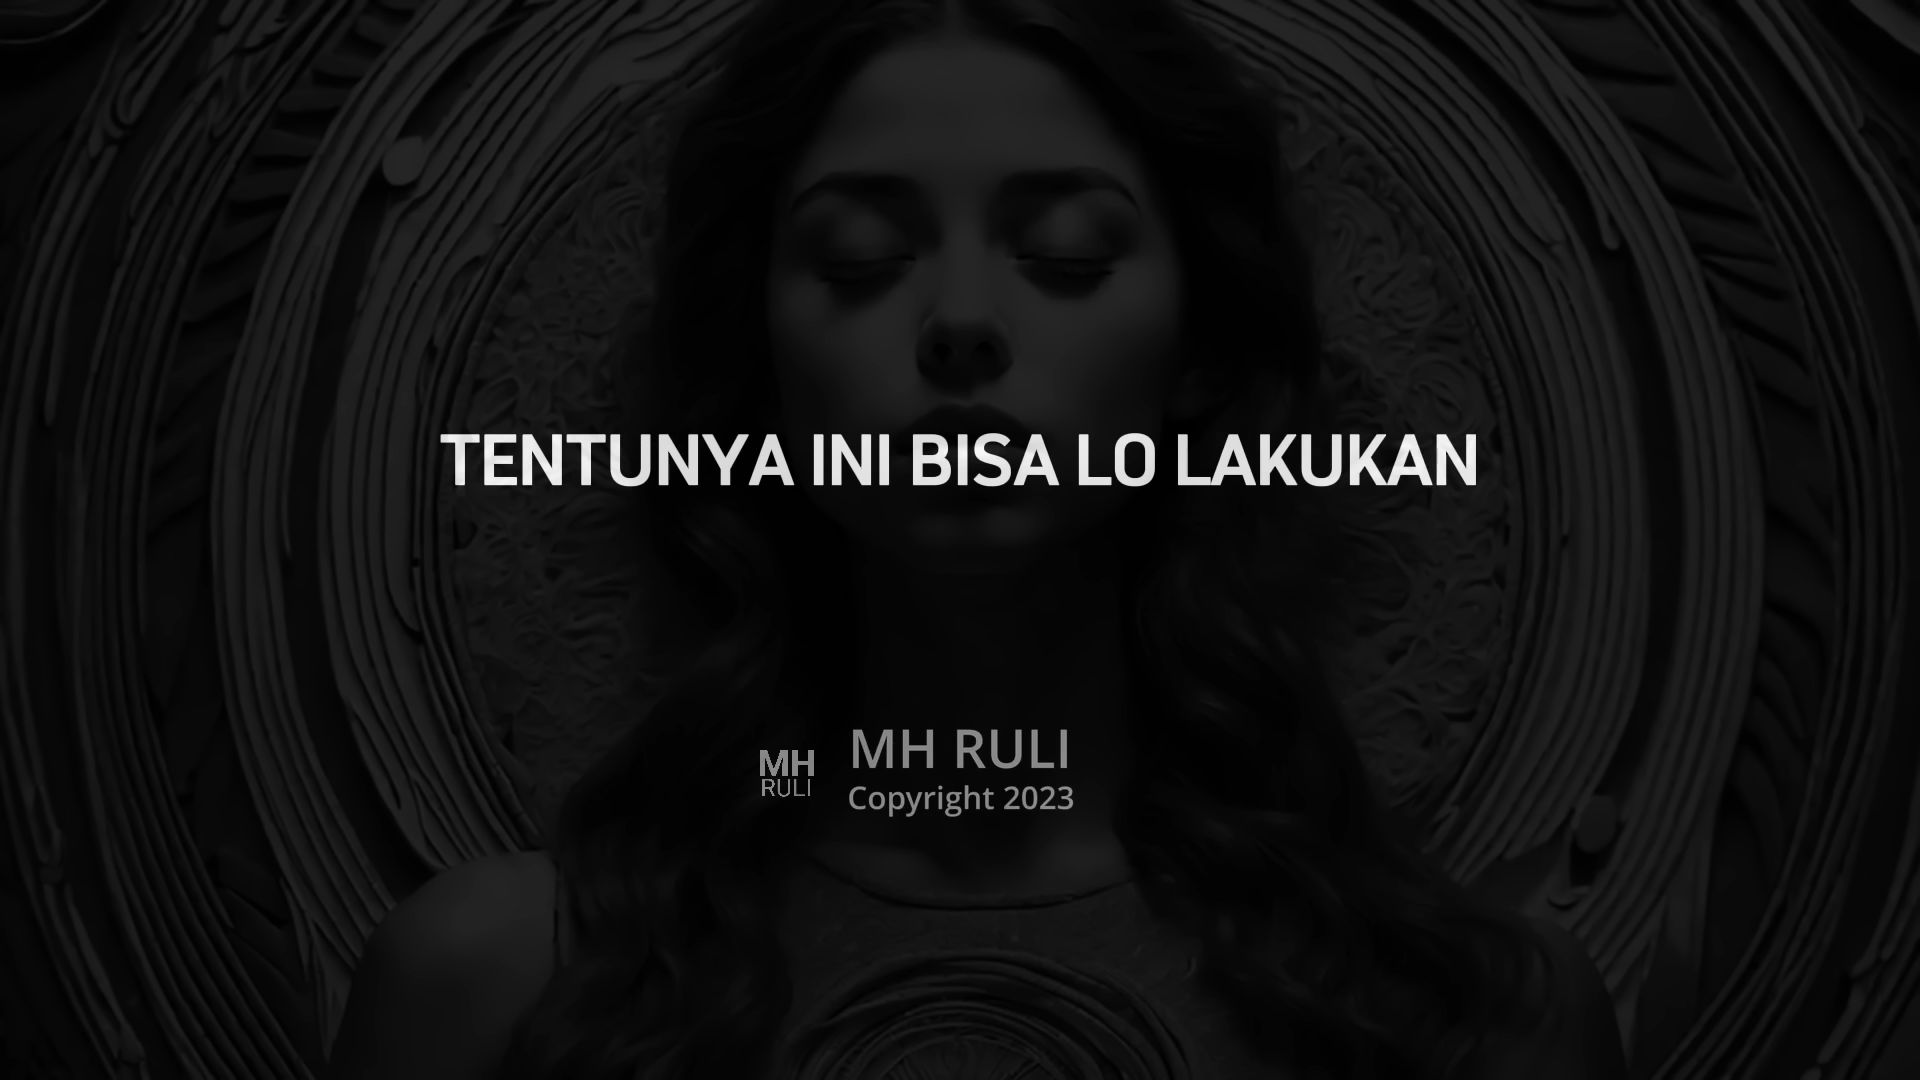 TENTUNYA INI BISA LO LAKUKAN
MH
RULI
MH RULI
Copyright 2023